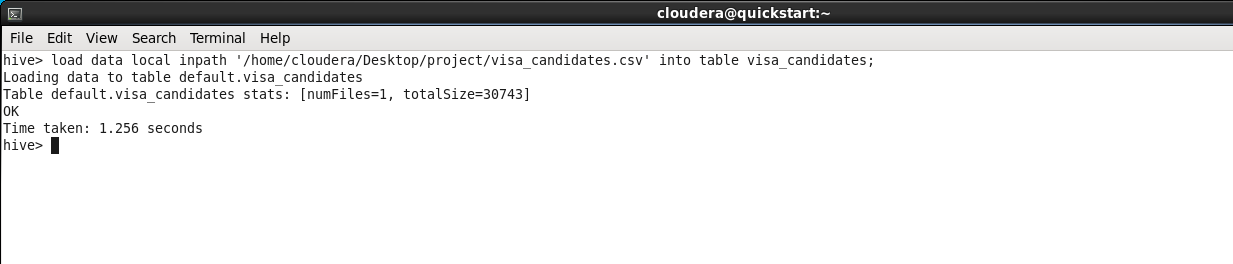 cloudera@quickstart:~
File Edit View Search Terminal Help
hive> load data local inpath '/home/cloudera/Desktop/project/visa_candidates.csv' into table visa_candidates;
Loading data to table default.visa_candidates
Table default.visa_candidates stats: [numFiles=1, totalSize=30743]
OK
Time taken: 1.256 seconds
hive>